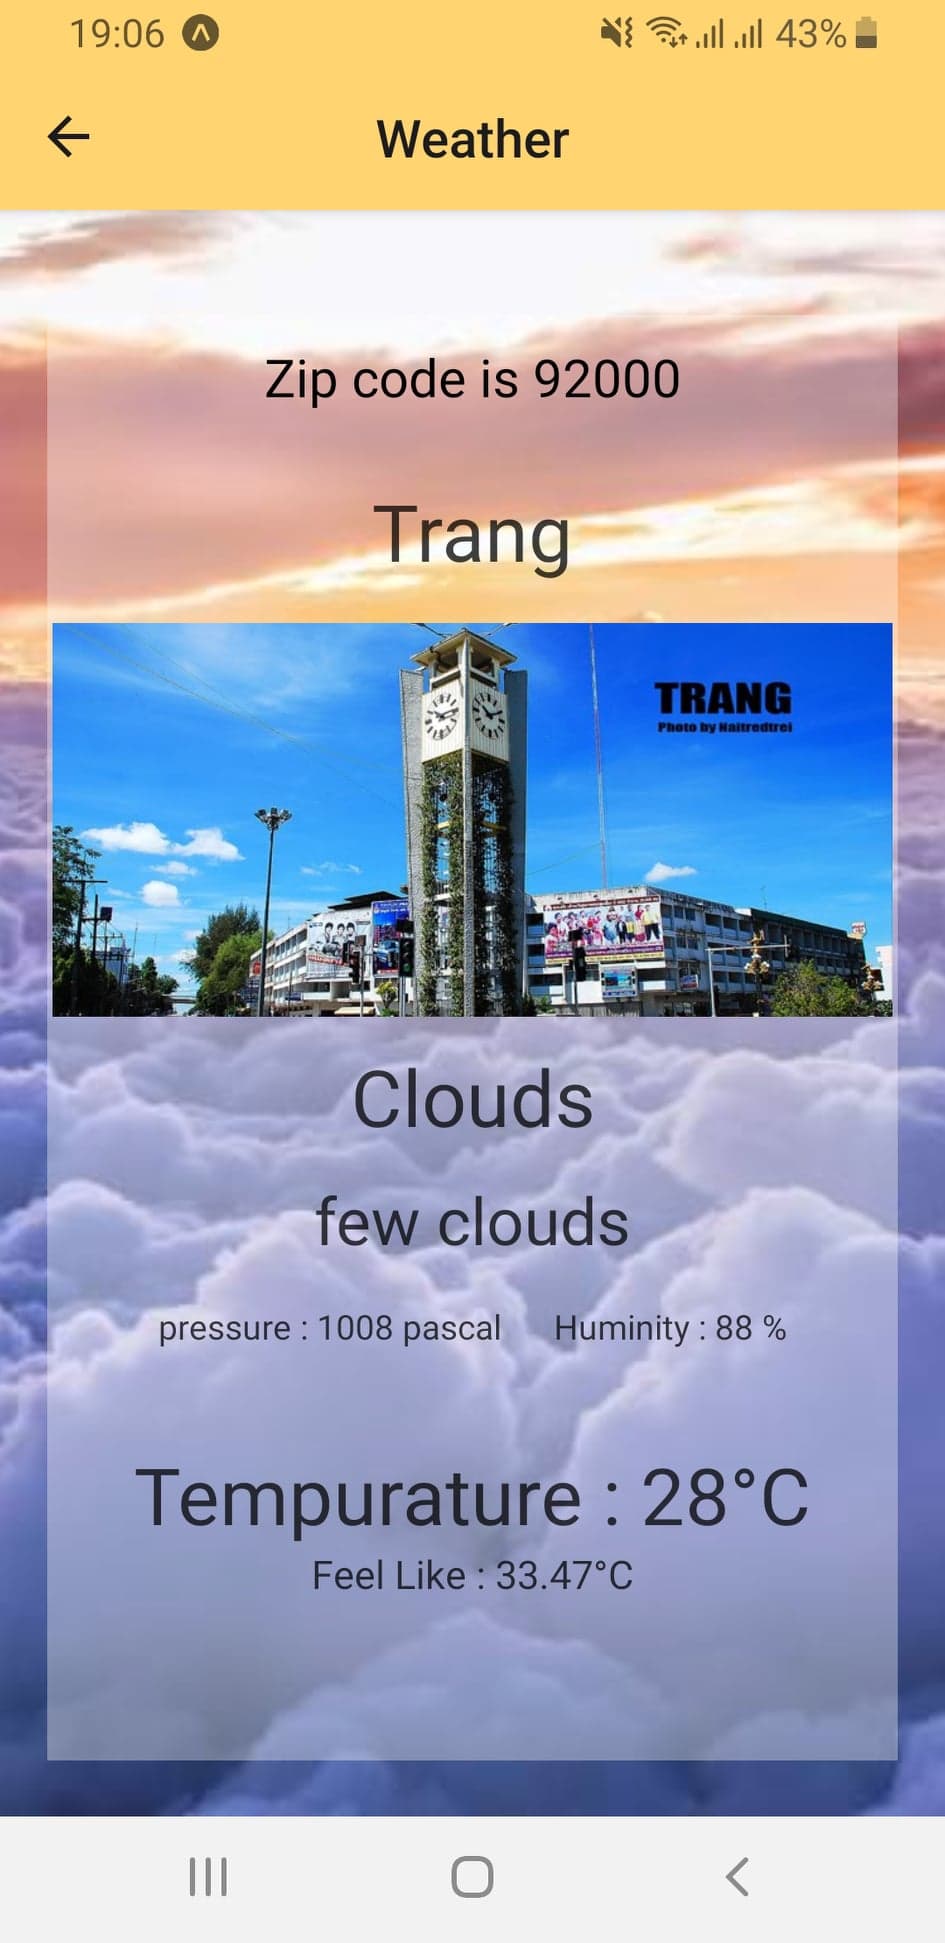 19:06 43%
Weather
Zip code is 92000
Trang
TRANG
Photo by Naitredtrei
Clouds
few clouds
pressure : 1008 pascal Huminity : 88 %
Tempurature : 28°C
Feel Like : 33.47°C